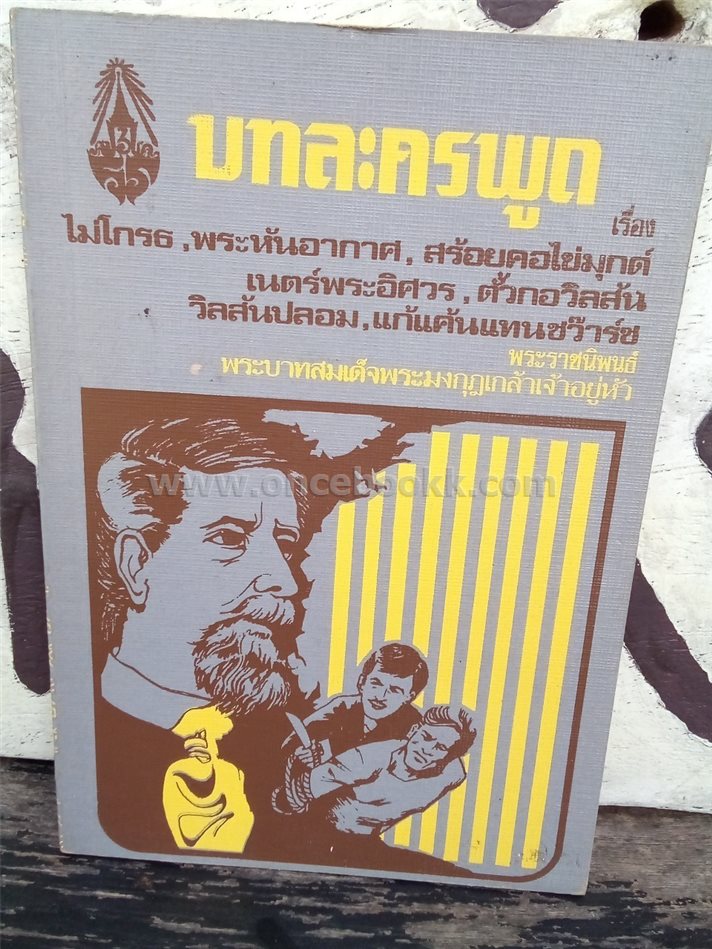 บทละครพูด
เรื่อง
ไม่โกรธ, พระหันอากาศ, สร้อยคอไข่มุกด์
เนตร์พระอิศวร, ตั๋วกอวิลสัน
วิลสันปลอม, แก้แค้นแทนชว๊าร์ซ
พระราชนิพนธ์
พระบาทสมเด็จพระมงกุฎเกล้าเจ้าอยู่หัว
www.oncebookk.com